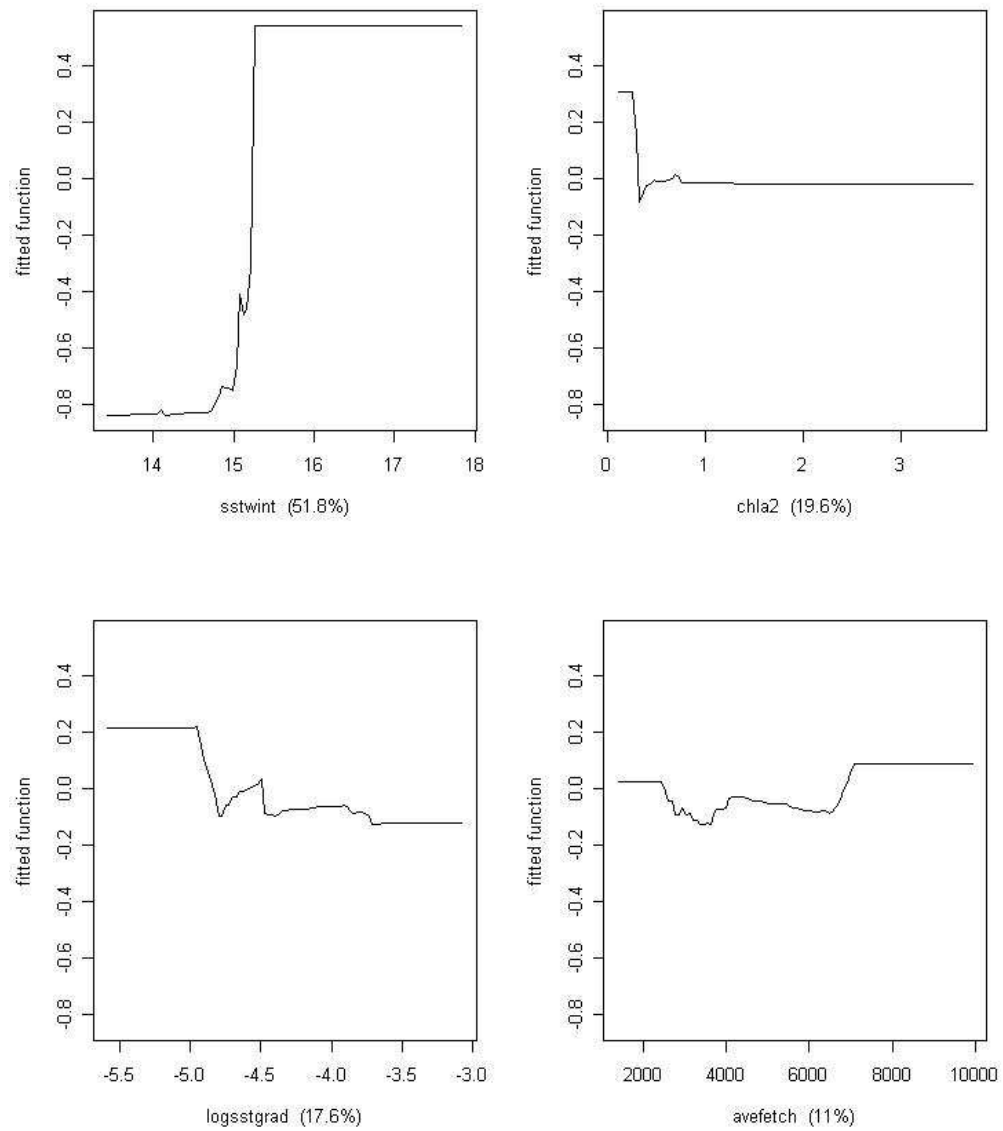 0.4
0.2
0.0
-0.2
-0.4
-0.6
-0.8
fitted function
14 15 16 17 18
sstwint (51.8%)
0.4
0.2
0.0
-0.2
-0.4
-0.6
-0.8
fitted function
0 1 2 3
chla2 (19.6%)
0.4
0.2
0.0
-0.2
-0.4
-0.6
-0.8
fitted function
-5.5 -5.0 -4.5 -4.0 -3.5 -3.0
logsstgrad (17.6%)
0.4
0.2
0.0
-0.2
-0.4
-0.6
-0.8
fitted function
2000 4000 6000 8000 10000
avefetch (11%)